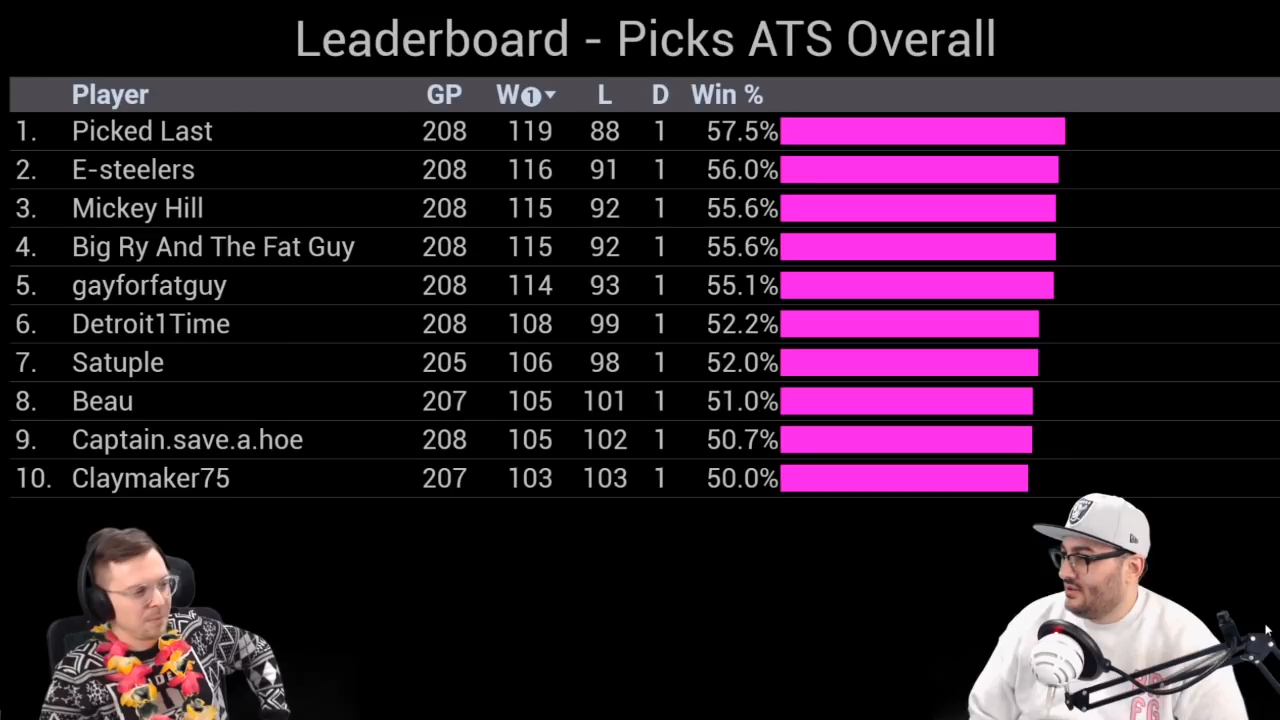 Leaderboard - Picks ATS Overall
Player GP W1 L D Win %
1. Picked Last 208 119 88 1 57.5%
2. E-steelers 208 116 91 1 56.0%
3. Mickey Hill 208 115 92 1 55.6%
4. Big Ry And The Fat Guy 208 115 92 1 55.6%
5. gayforfatguy 208 114 93 1 55.1%
6. Detroit1Time 208 108 99 1 52.2%
7. Satuple 205 106 98 1 52.0%
8. Beau 207 105 101 1 51.0%
9. Captain.save.a.hoe 208 105 102 1 50.7%
10. Claymaker75 207 103 103 1 50.0%